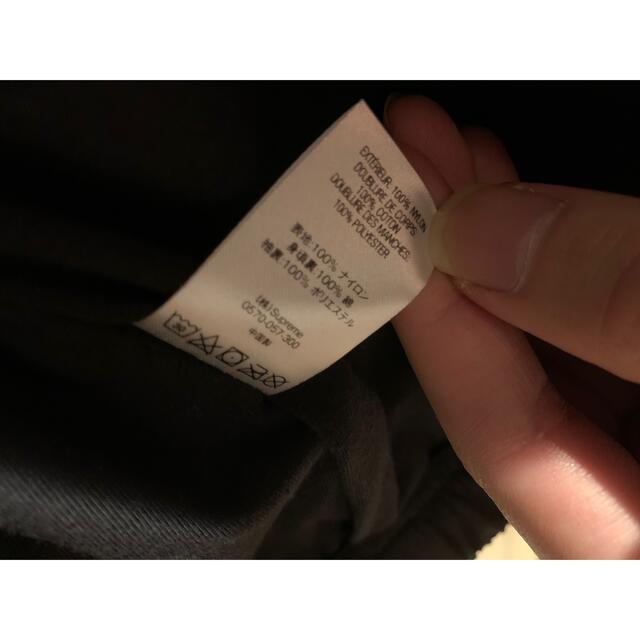 EXTÉRIEUR: 100% NYLON
DOUBLURE DE CORPS:
100% COTON
DOUBLURE DES MANCHES:
100% POLYESTER
表地:100% ナイロン
身頃裏:100% 綿
袖裏:100% ポリエステル
(株)Supreme
0570-057-300
中国製
30